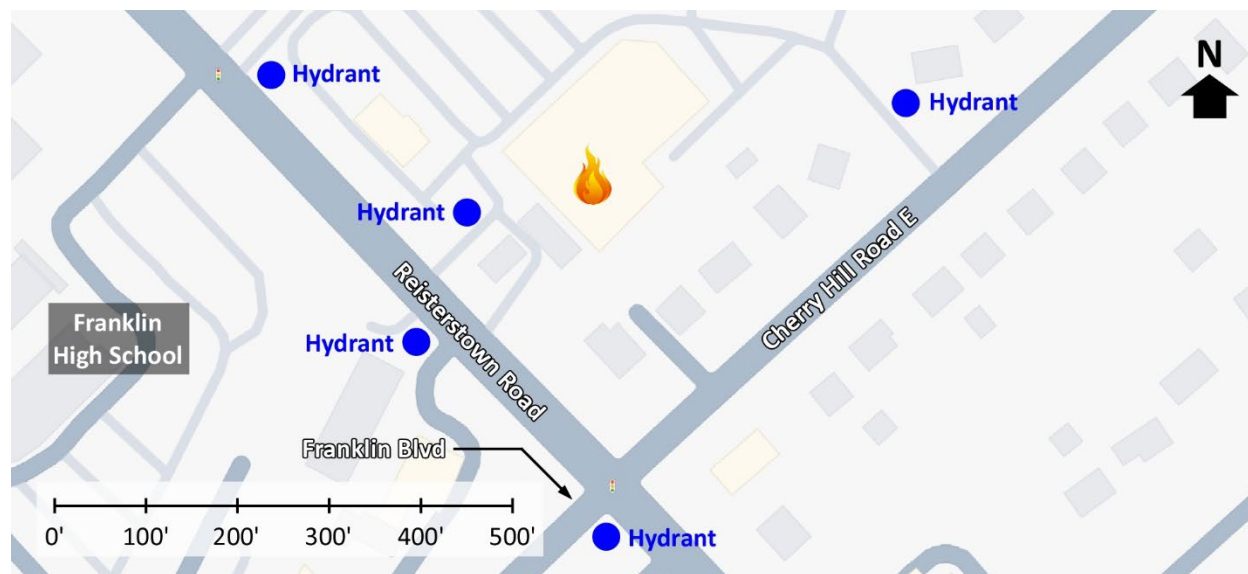 Hydrant
Hydrant
N
Hydrant
Reisterstown Road
Cherry Hill Road E
Franklin
High School
Hydrant
Franklin Blvd
0' 100' 200' 300' 400' 500'
Hydrant